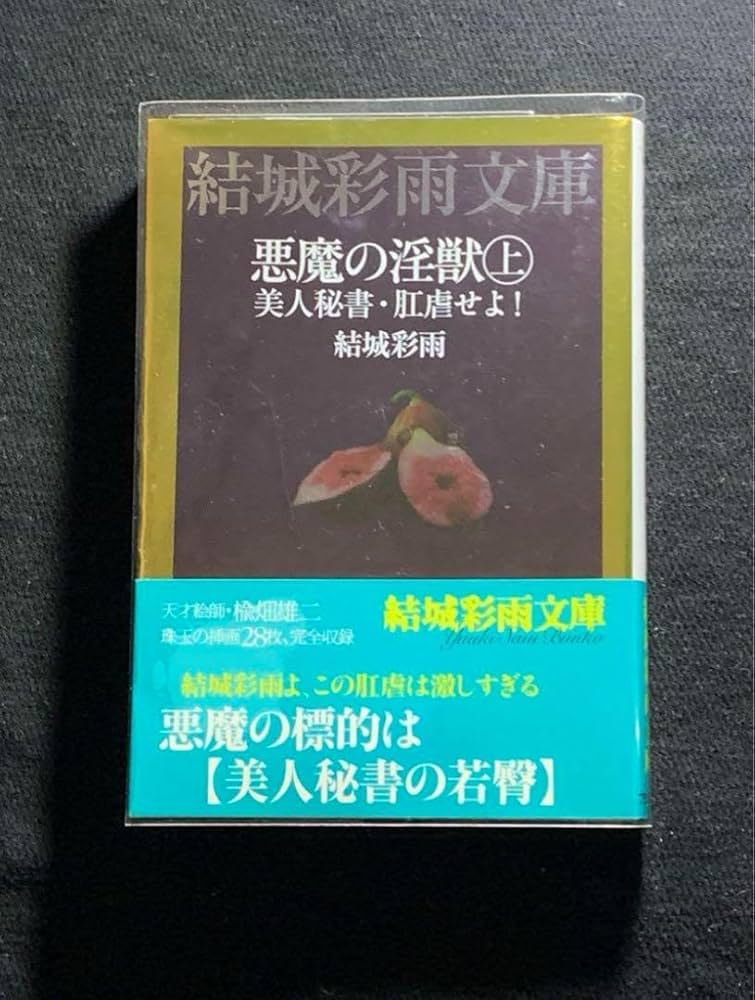 結城彩雨文庫
悪魔の淫獣㊤
美人秘書・肛虐せよ!
結城彩雨
天才絵師・楡畑雄二
珠玉の挿画28枚、完全収録
結城彩雨文庫
Yuuki Saiu Bunko
結城彩雨よ、この肛虐は激しすぎる
悪魔の標的は
【美人秘書の若臀】